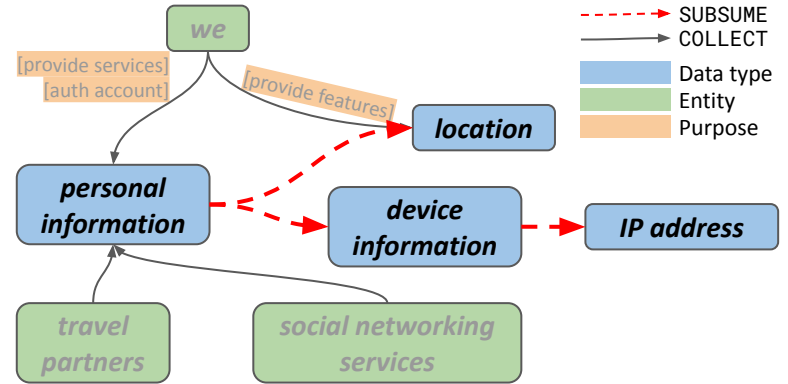 we
SUBSUME
COLLECT
[provide services]
[auth account]
[provide features]
Data type
Entity
Purpose
location
personal
information
device
information
IP address
travel
partners
social networking
services